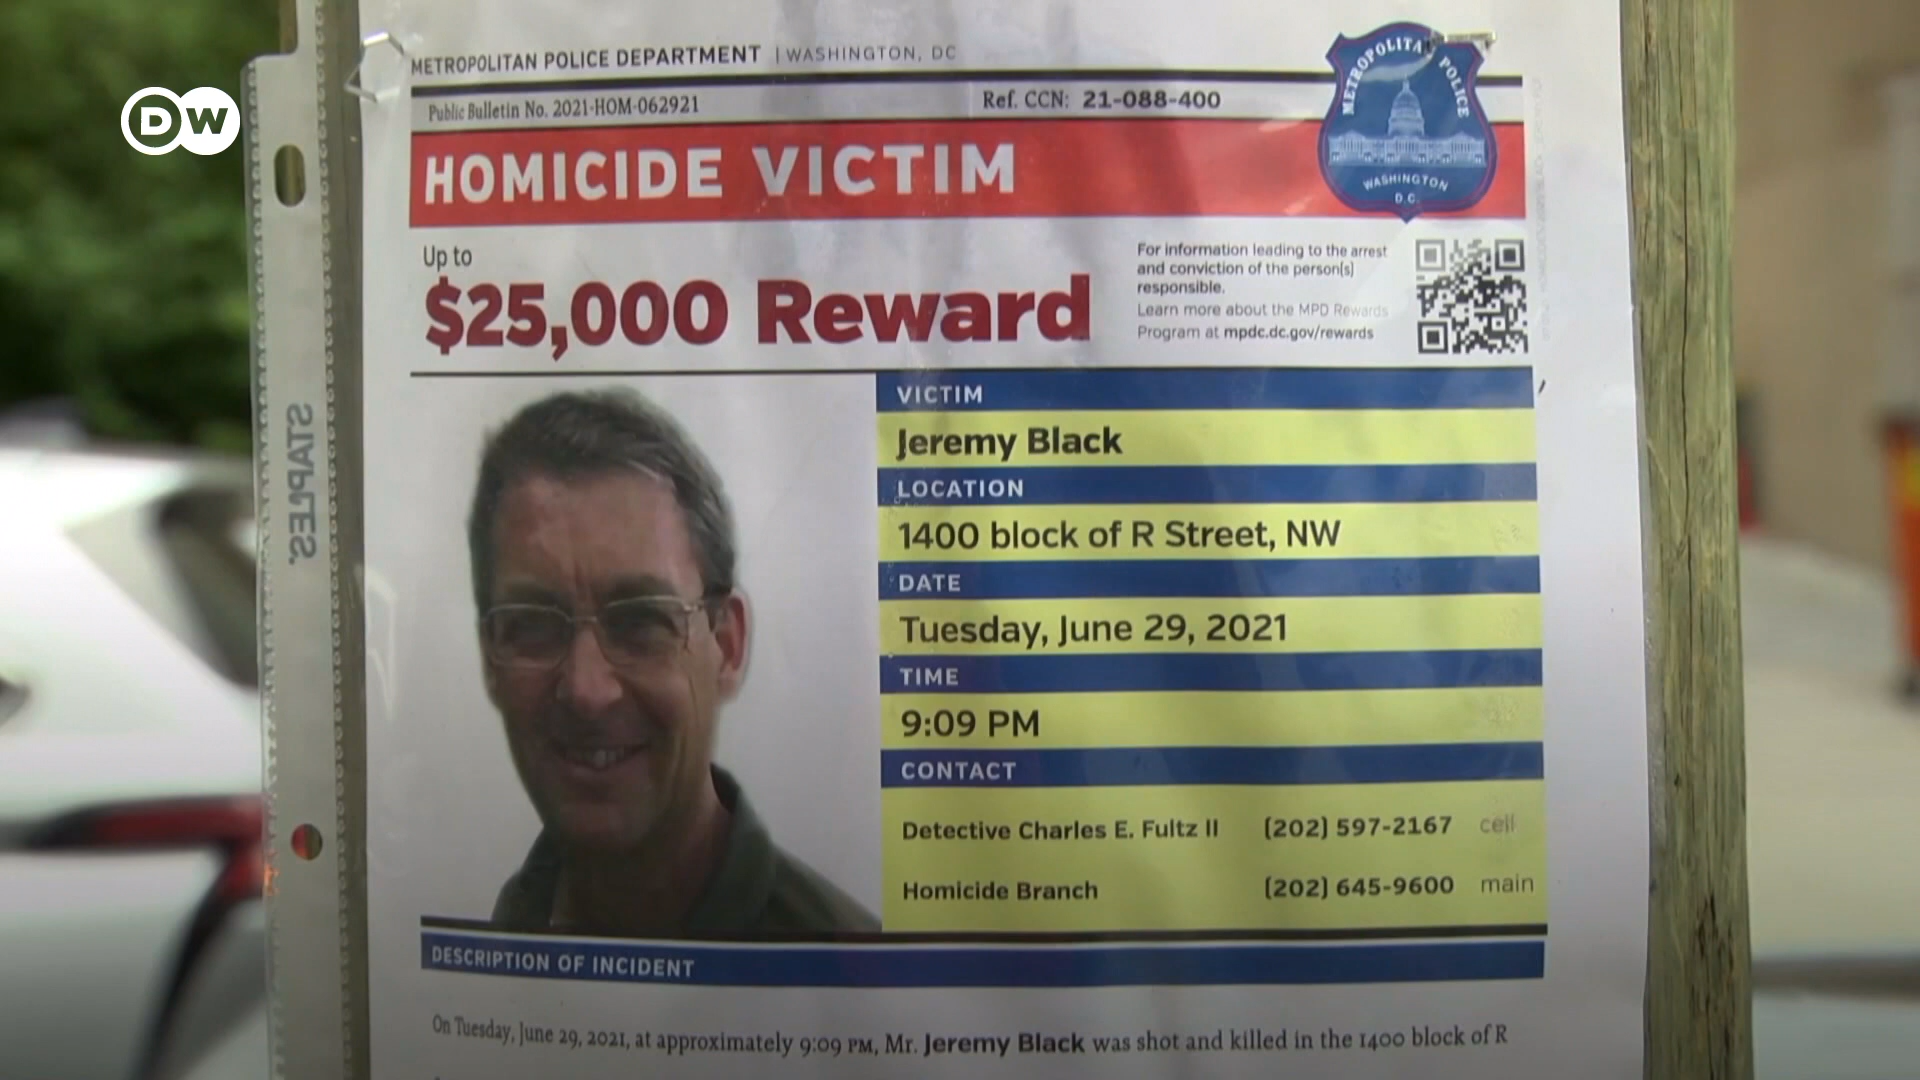 DW
METROPOLITAN POLICE DEPARTMENT | WASHINGTON, DC
Public Bulletin No. 2021-HOM-062921
Ref. CCN: 21-088-400
METROPOLITAN POLICE
WASHINGTON
D.C.
HOMICIDE VICTIM
Up to
$25,000 Reward
For information leading to the arrest
and conviction of the person(s)
responsible.
Learn more about the MPD Rewards
Program at mpdc.dc.gov/rewards
STAPLES.
VICTIM
Jeremy Black
LOCATION
1400 block of R Street, NW
DATE
Tuesday, June 29, 2021
TIME
9:09 PM
CONTACT
Detective Charles E. Fultz II (202) 597-2167 cell
Homicide Branch (202) 645-9600 main
DESCRIPTION OF INCIDENT
On Tuesday, June 29, 2021, at approximately 9:09 PM, Mr. Jeremy Black was shot and killed in the 1400 block of R